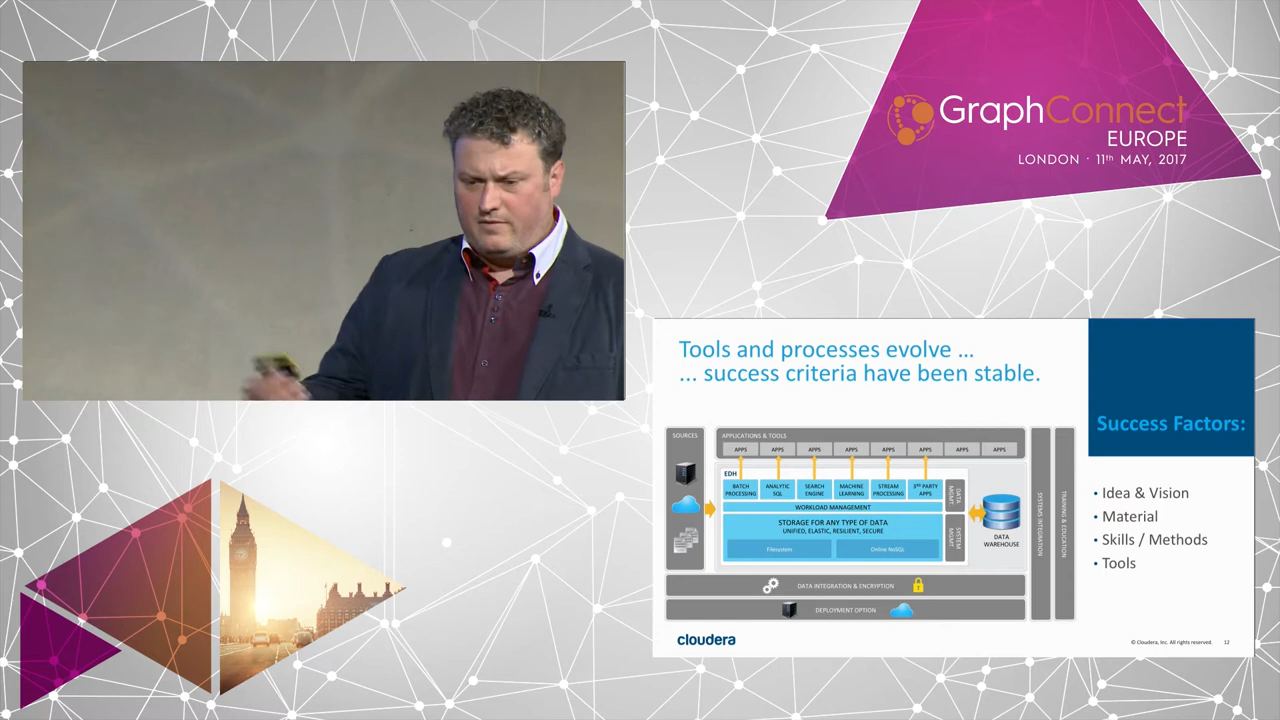 GraphConnect
EUROPE
LONDON · 11th MAY, 2017
Tools and processes evolve ...
... success criteria have been stable.
Success Factors:
• Idea & Vision
• Material
• Skills / Methods
• Tools
SOURCES
APPLICATIONS & TOOLS
APPS APPS APPS APPS APPS APPS APPS APPS
EDH
BATCH PROCESSING
ANALYTIC SQL
SEARCH ENGINE
MACHINE LEARNING
STREAM PROCESSING
3RD PARTY APPS
DATA MGMT
WORKLOAD MANAGEMENT
STORAGE FOR ANY TYPE OF DATA
UNIFIED, ELASTIC, RESILIENT, SECURE
Filesystem
Online NoSQL
SYSTEM MGMT
DATA
WAREHOUSE
SYSTEMS INTEGRATION
TRAINING & EDUCATION
DATA INTEGRATION & ENCRYPTION
DEPLOYMENT OPTION
cloudera
© Cloudera, Inc. All rights reserved. 12